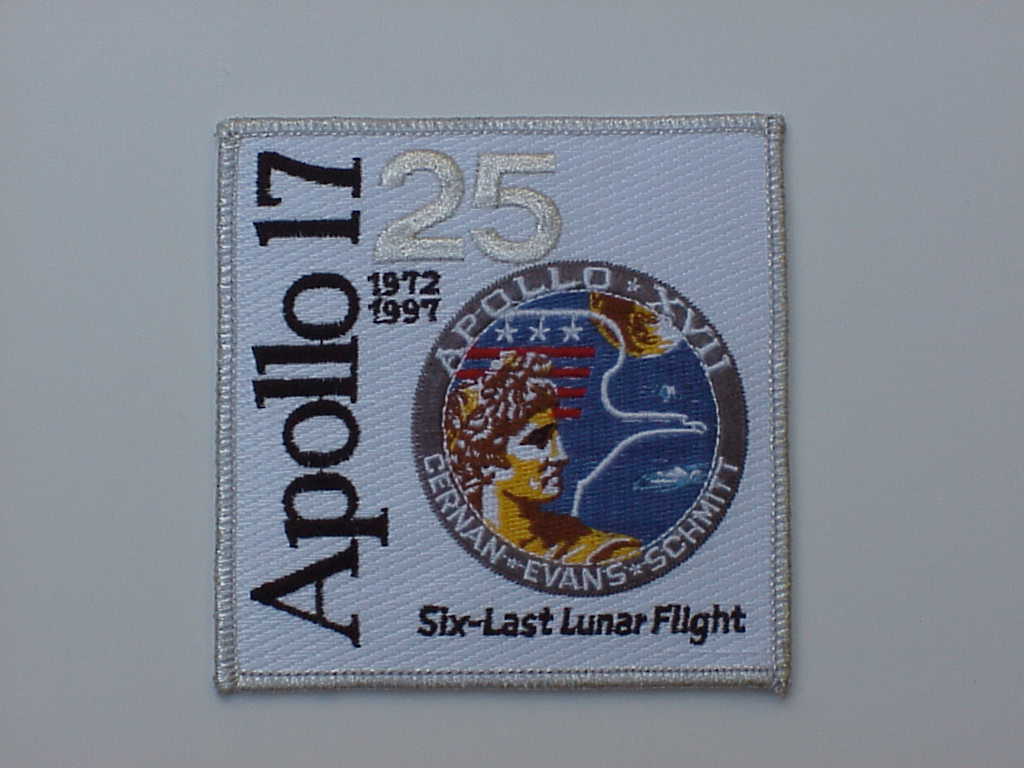 Apollo 17
25
1972
1997
APOLLO * XVII
CERNAN * EVANS * SCHMITT
Six-Last Lunar Flight